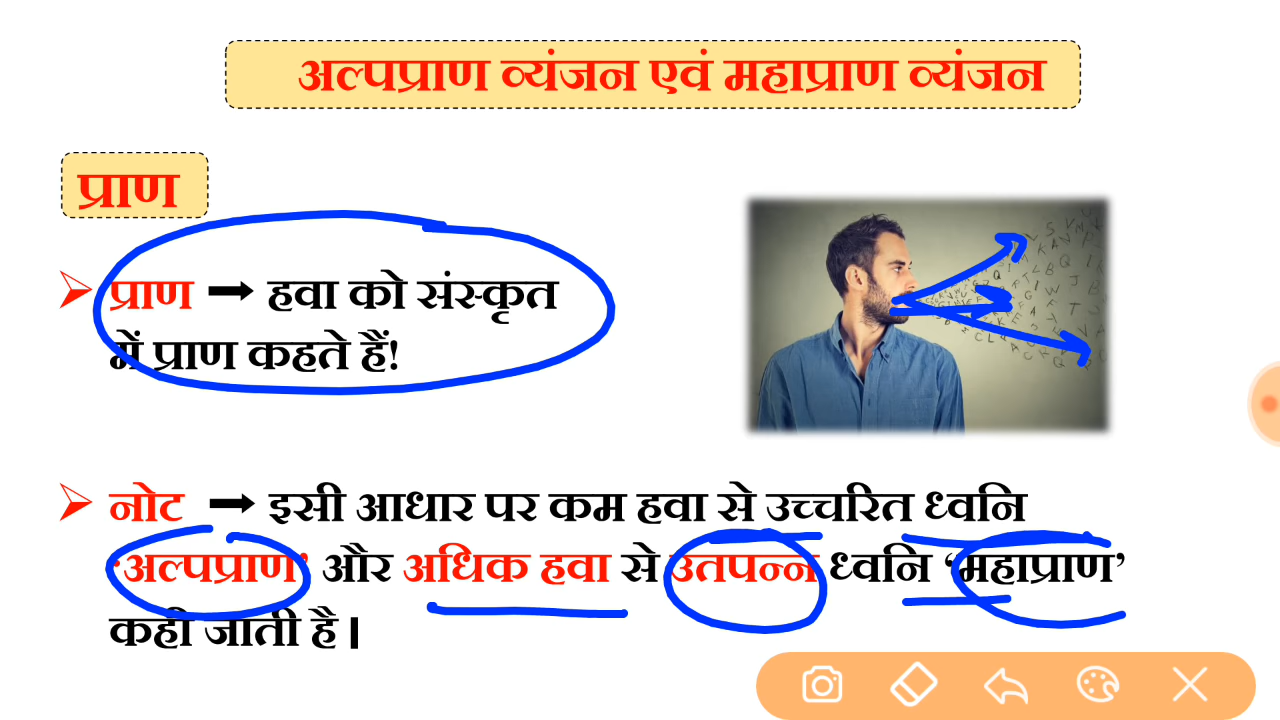 अल्पप्राण व्यंजन एवं महाप्राण व्यंजन
प्राण
प्राण → हवा को संस्कृत
में प्राण कहते हैं!
नोट → इसी आधार पर कम हवा से उच्चरित ध्वनि
‘अल्पप्राण’ और अधिक हवा से उतपन्न ध्वनि ‘महाप्राण’
कही जाती है।